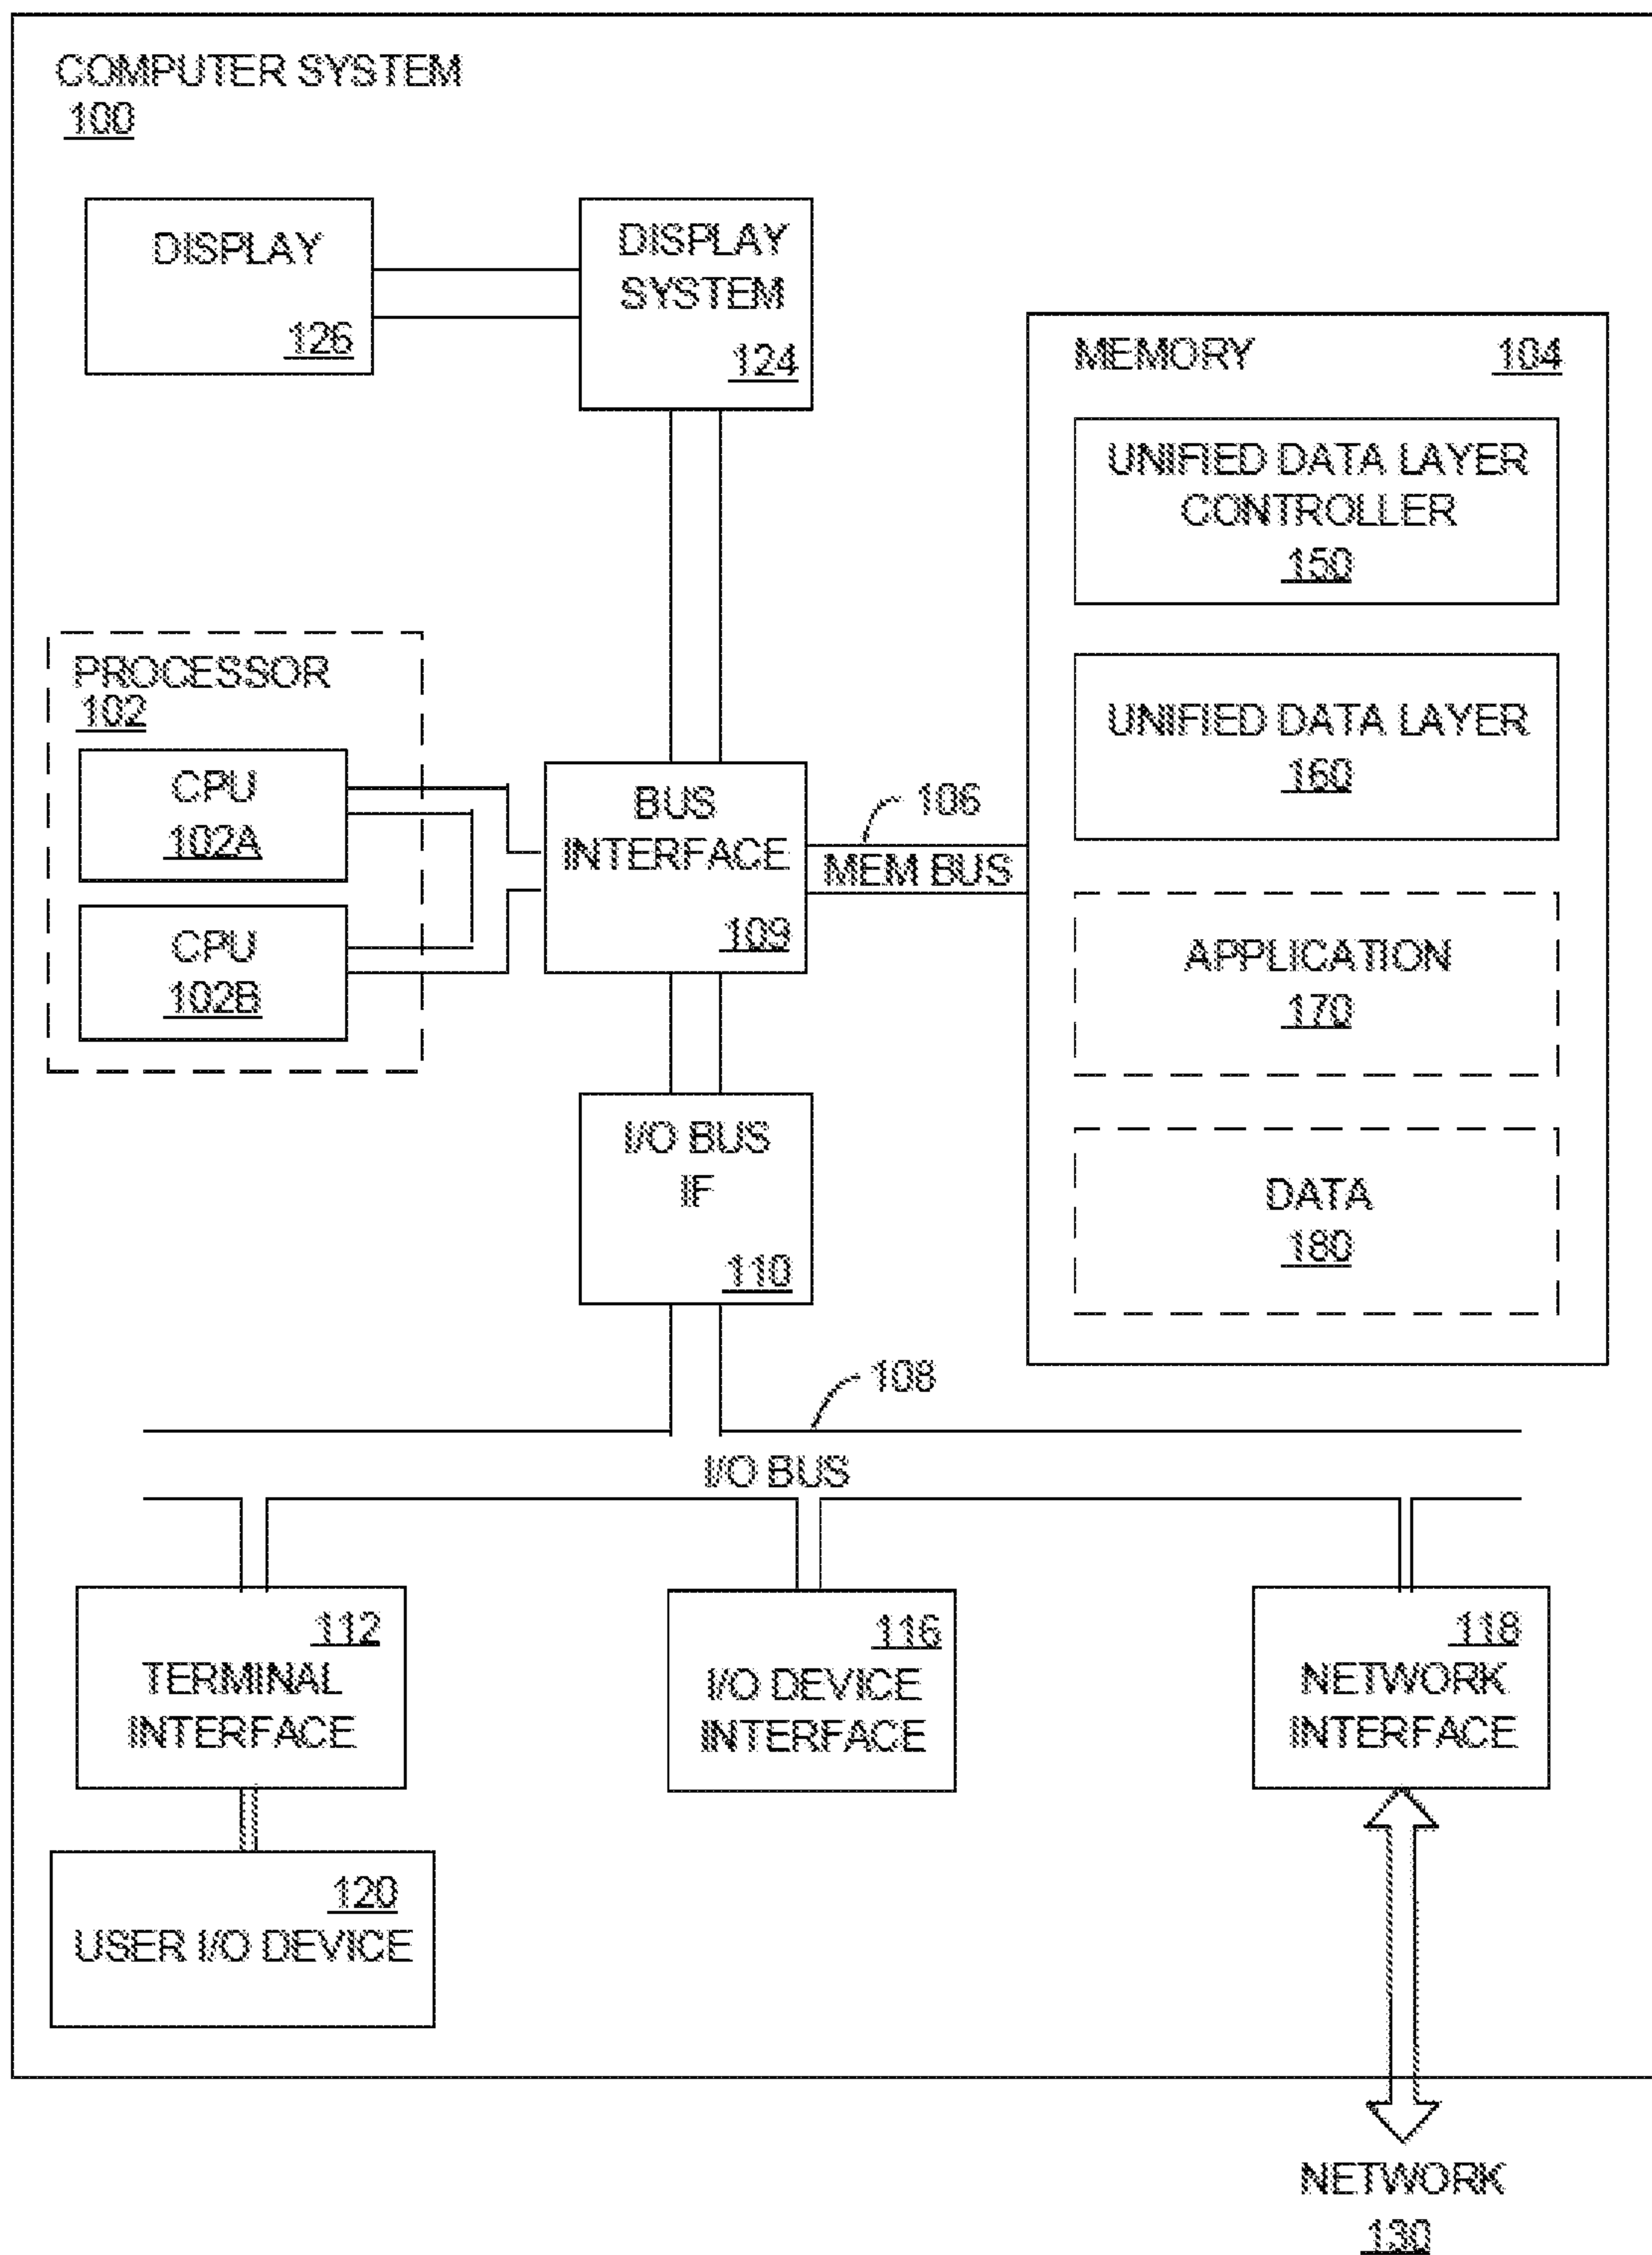 COMPUTER SYSTEM
100
DISPLAY
126
DISPLAY
SYSTEM
124
MEMORY 104
UNIFIED DATA LAYER
CONTROLLER
150
UNIFIED DATA LAYER
160
APPLICATION
170
DATA
180
PROCESSOR
102
CPU
102A
CPU
102B
BUS
INTERFACE
109
106
MEM BUS
I/O BUS
IF
110
108
I/O BUS
112
TERMINAL
INTERFACE
116
I/O DEVICE
INTERFACE
118
NETWORK
INTERFACE
120
USER I/O DEVICE
NETWORK
130